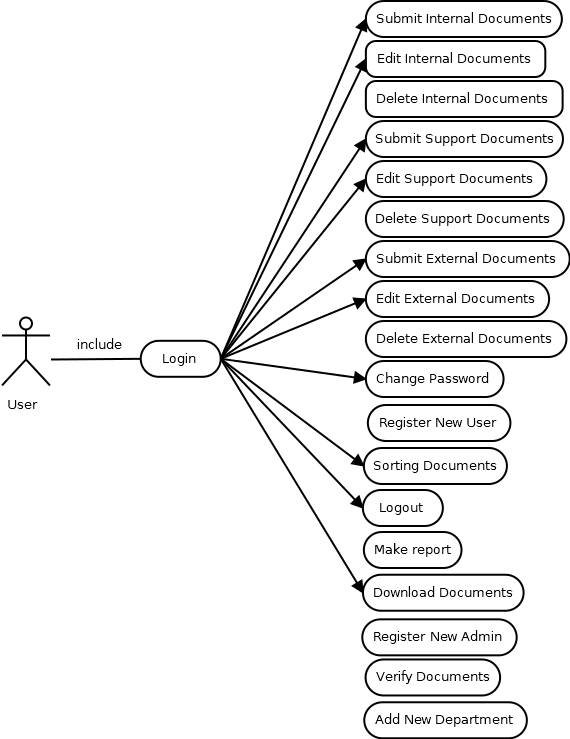 Submit Internal Documents
Edit Internal Documents
Delete Internal Documents
Submit Support Documents
Edit Support Documents
Delete Support Documents
Submit External Documents
Edit External Documents
Delete External Documents
include
Login
User
Change Password
Register New User
Sorting Documents
Logout
Make report
Download Documents
Register New Admin
Verify Documents
Add New Department